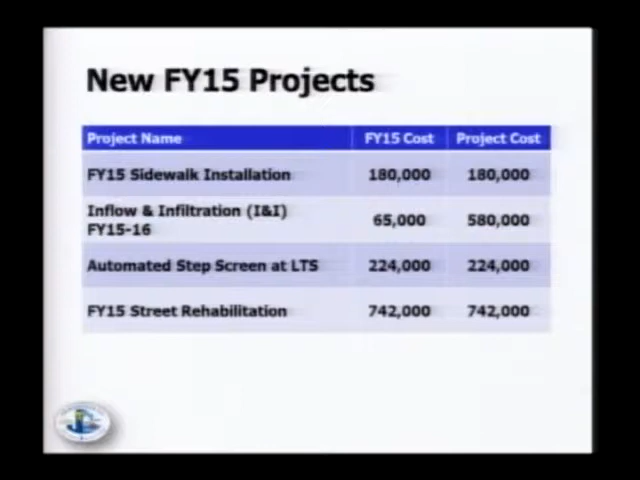 New FY15 Projects
Project Name FY15 Cost Project Cost
FY15 Sidewalk Installation 180,000 180,000
Inflow & Infiltration (I&I)
FY15-16 65,000 580,000
Automated Step Screen at LTS 224,000 224,000
FY15 Street Rehabilitation 742,000 742,000